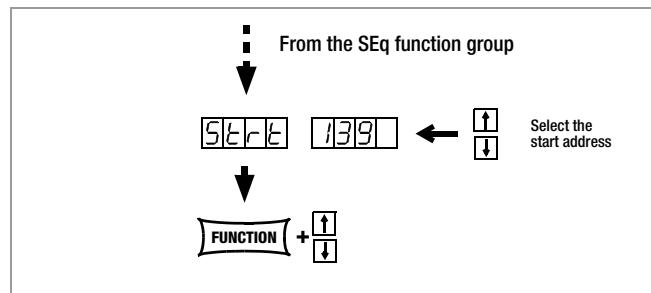 From the SEq function group
Strt 139
Select the
start address
FUNCTION +